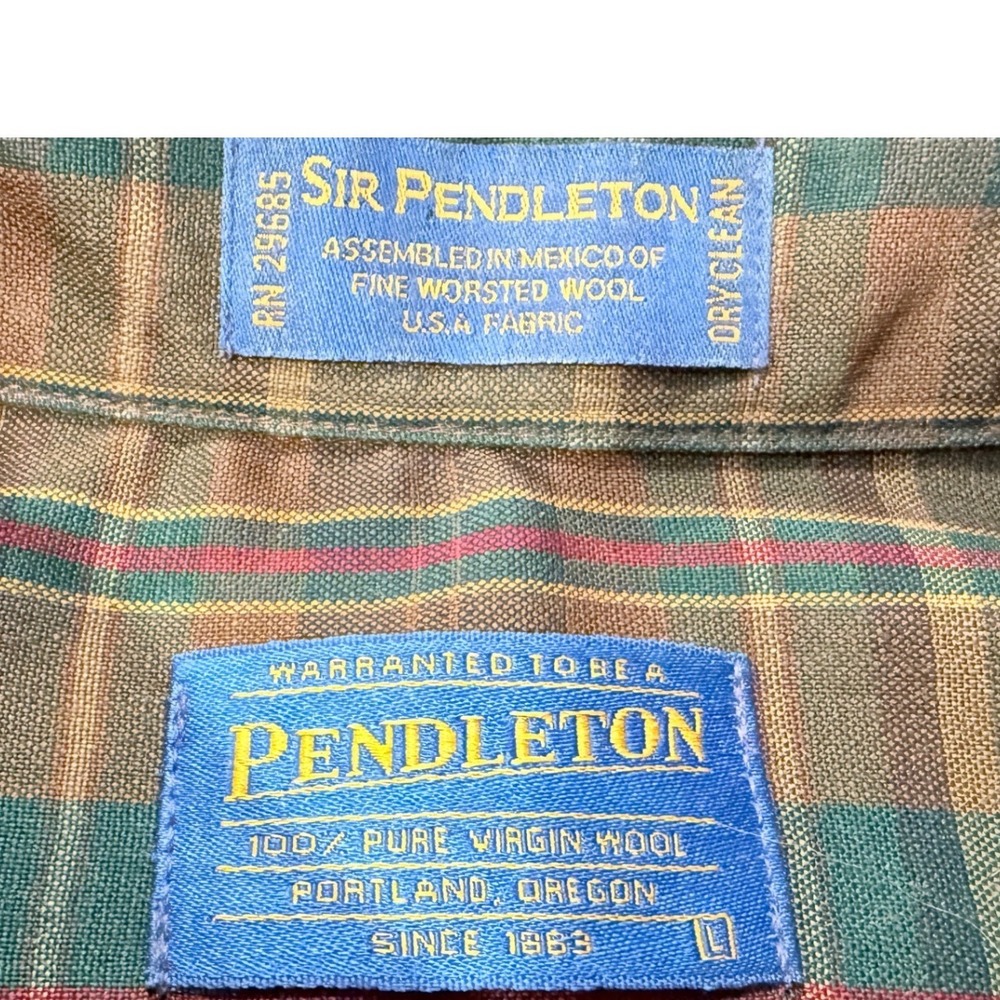 RN 29685
SIR PENDLETON
ASSEMBLED IN MEXICO OF
FINE WORSTED WOOL
U.S.A FABRIC
DRY CLEAN
WARRANTED TO BE A
PENDLETON
100% PURE VIRGIN WOOL
PORTLAND, OREGON
SINCE 1863
L